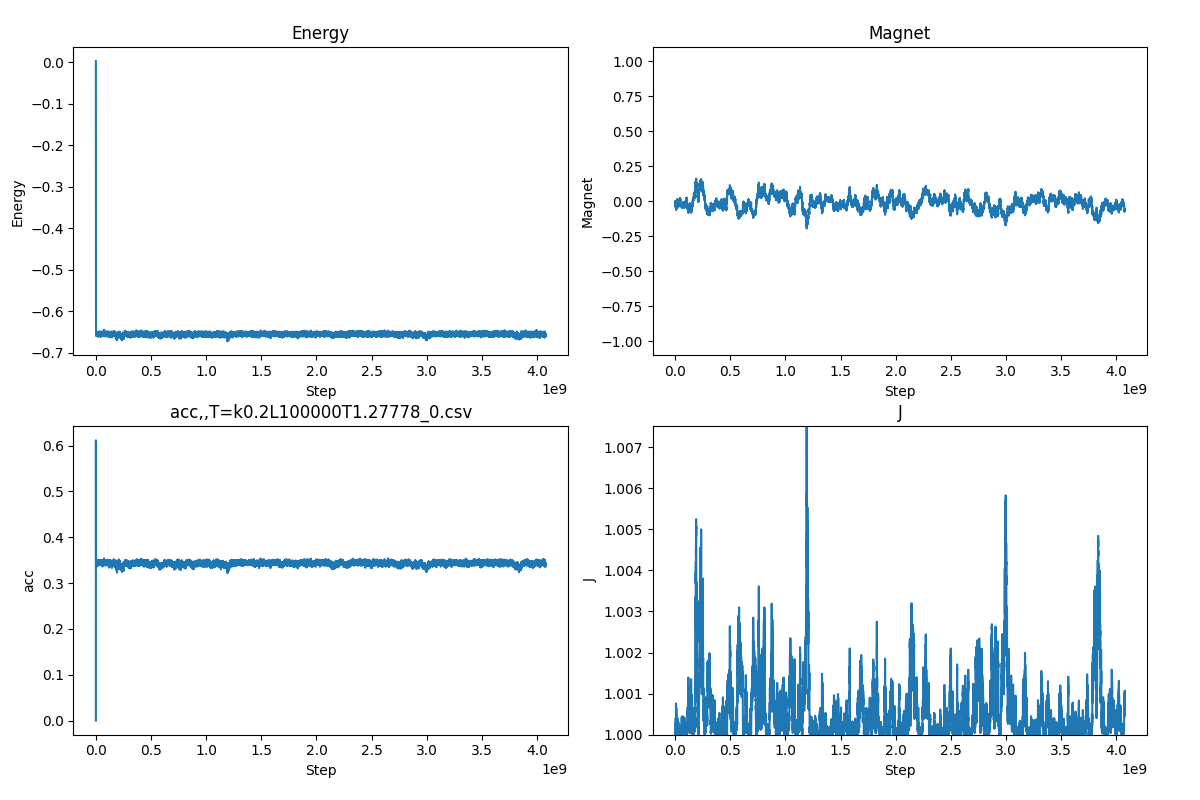 Energy
Energy
0.0
−0.1
−0.2
−0.3
−0.4
−0.5
−0.6
−0.7
0.0 0.5 1.0 1.5 2.0 2.5 3.0 3.5 4.0
1e9
Step
Magnet
Magnet
1.00
0.75
0.50
0.25
0.00
−0.25
−0.50
−0.75
−1.00
0.0 0.5 1.0 1.5 2.0 2.5 3.0 3.5 4.0
1e9
Step
acc,,T=k0.2L100000T1.27778_0.csv
acc
0.6
0.5
0.4
0.3
0.2
0.1
0.0
0.0 0.5 1.0 1.5 2.0 2.5 3.0 3.5 4.0
1e9
Step
J
J
1.007
1.006
1.005
1.004
1.003
1.002
1.001
1.000
0.0 0.5 1.0 1.5 2.0 2.5 3.0 3.5 4.0
1e9
Step